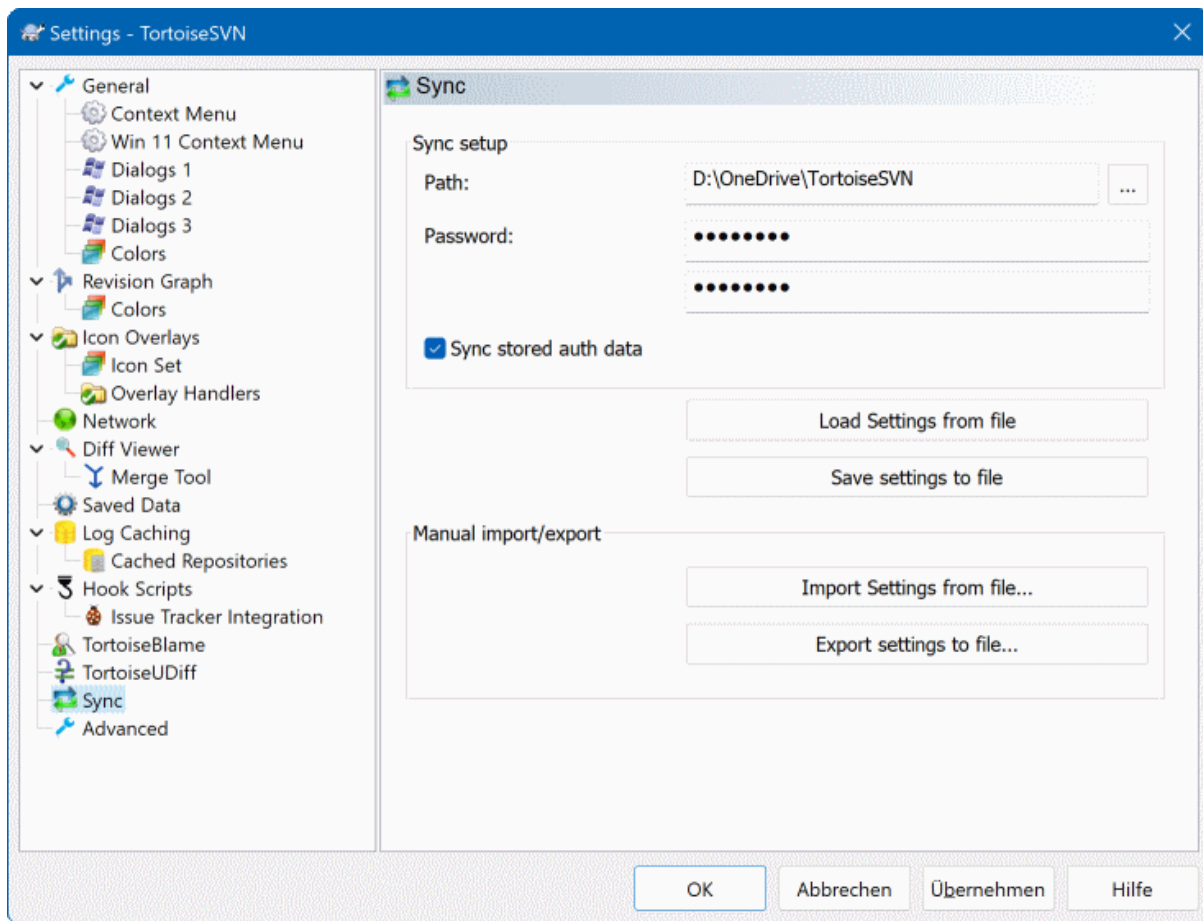 Settings - TortoiseSVN
General
Context Menu
Win 11 Context Menu
Dialogs 1
Dialogs 2
Dialogs 3
Colors
Revision Graph
Colors
Icon Overlays
Icon Set
Overlay Handlers
Network
Diff Viewer
Merge Tool
Saved Data
Log Caching
Cached Repositories
Hook Scripts
Issue Tracker Integration
TortoiseBlame
TortoiseUDiff
Sync
Advanced
Sync
Sync setup
Path: D:\OneDrive\TortoiseSVN ...
Password: ●●●●●●●●
●●●●●●●●
Sync stored auth data
Load Settings from file
Save settings to file
Manual import/export
Import Settings from file...
Export settings to file...
OK Abbrechen Übernehmen Hilfe